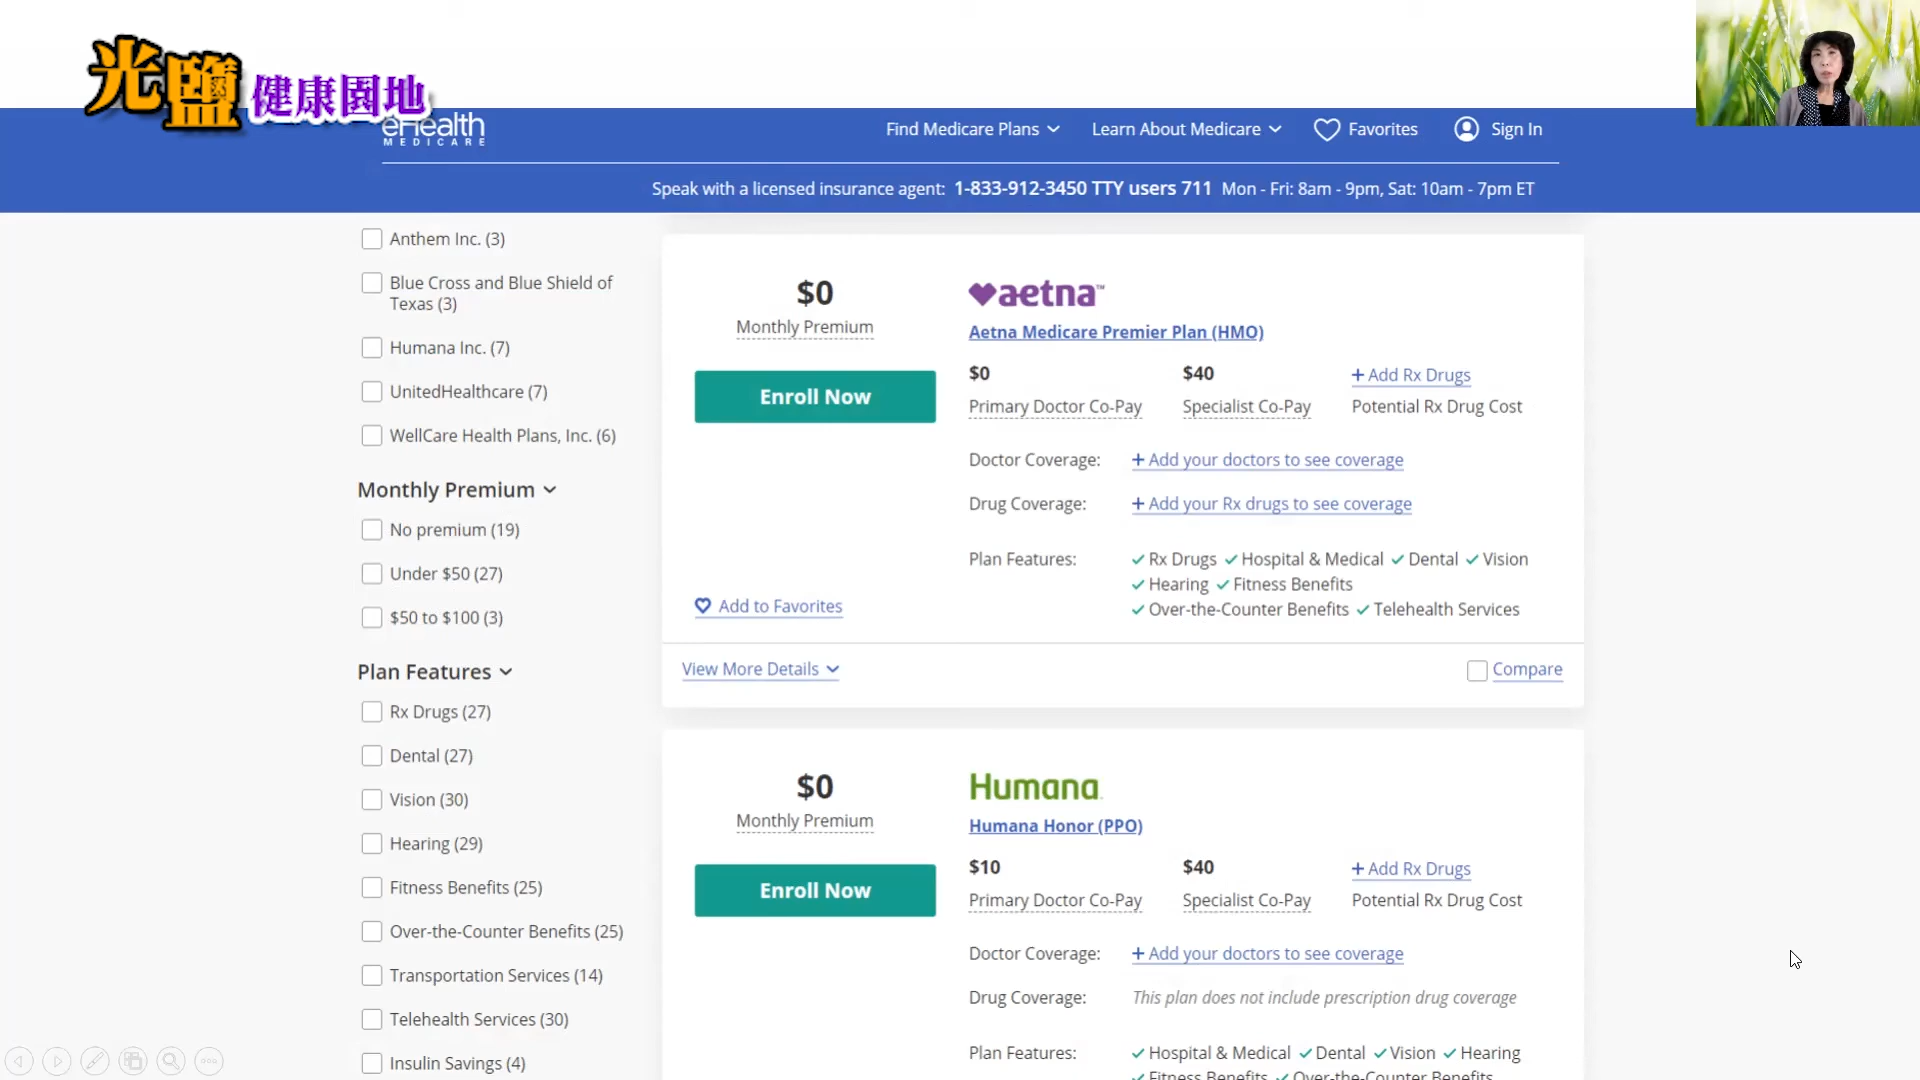 光鹽健康園地
eHealth
MEDICARE
Find Medicare Plans
Learn About Medicare
Favorites
Sign In
Speak with a licensed insurance agent: 1-833-912-3450 TTY users 711 Mon - Fri: 8am - 9pm, Sat: 10am - 7pm ET
Anthem Inc. (3)
Blue Cross and Blue Shield of
Texas (3)
Humana Inc. (7)
UnitedHealthcare (7)
WellCare Health Plans, Inc. (6)
Monthly Premium
No premium (19)
Under $50 (27)
$50 to $100 (3)
Plan Features
Rx Drugs (27)
Dental (27)
Vision (30)
Hearing (29)
Fitness Benefits (25)
Over-the-Counter Benefits (25)
Transportation Services (14)
Telehealth Services (30)
Insulin Savings (4)
$0
Monthly Premium
Enroll Now
Add to Favorites
aetna™
Aetna Medicare Premier Plan (HMO)
$0
Primary Doctor Co-Pay
$40
Specialist Co-Pay
+ Add Rx Drugs
Potential Rx Drug Cost
Doctor Coverage: + Add your doctors to see coverage
Drug Coverage: + Add your Rx drugs to see coverage
Plan Features: ✓ Rx Drugs ✓ Hospital & Medical ✓ Dental ✓ Vision
✓ Hearing ✓ Fitness Benefits
✓ Over-the-Counter Benefits ✓ Telehealth Services
View More Details
Compare
$0
Monthly Premium
Enroll Now
Humana
Humana Honor (PPO)
$10
Primary Doctor Co-Pay
$40
Specialist Co-Pay
+ Add Rx Drugs
Potential Rx Drug Cost
Doctor Coverage: + Add your doctors to see coverage
Drug Coverage: This plan does not include prescription drug coverage
Plan Features: ✓ Hospital & Medical ✓ Dental ✓ Vision ✓ Hearing
✓ Fitness Benefits ✓ Over-the-Counter Benefits